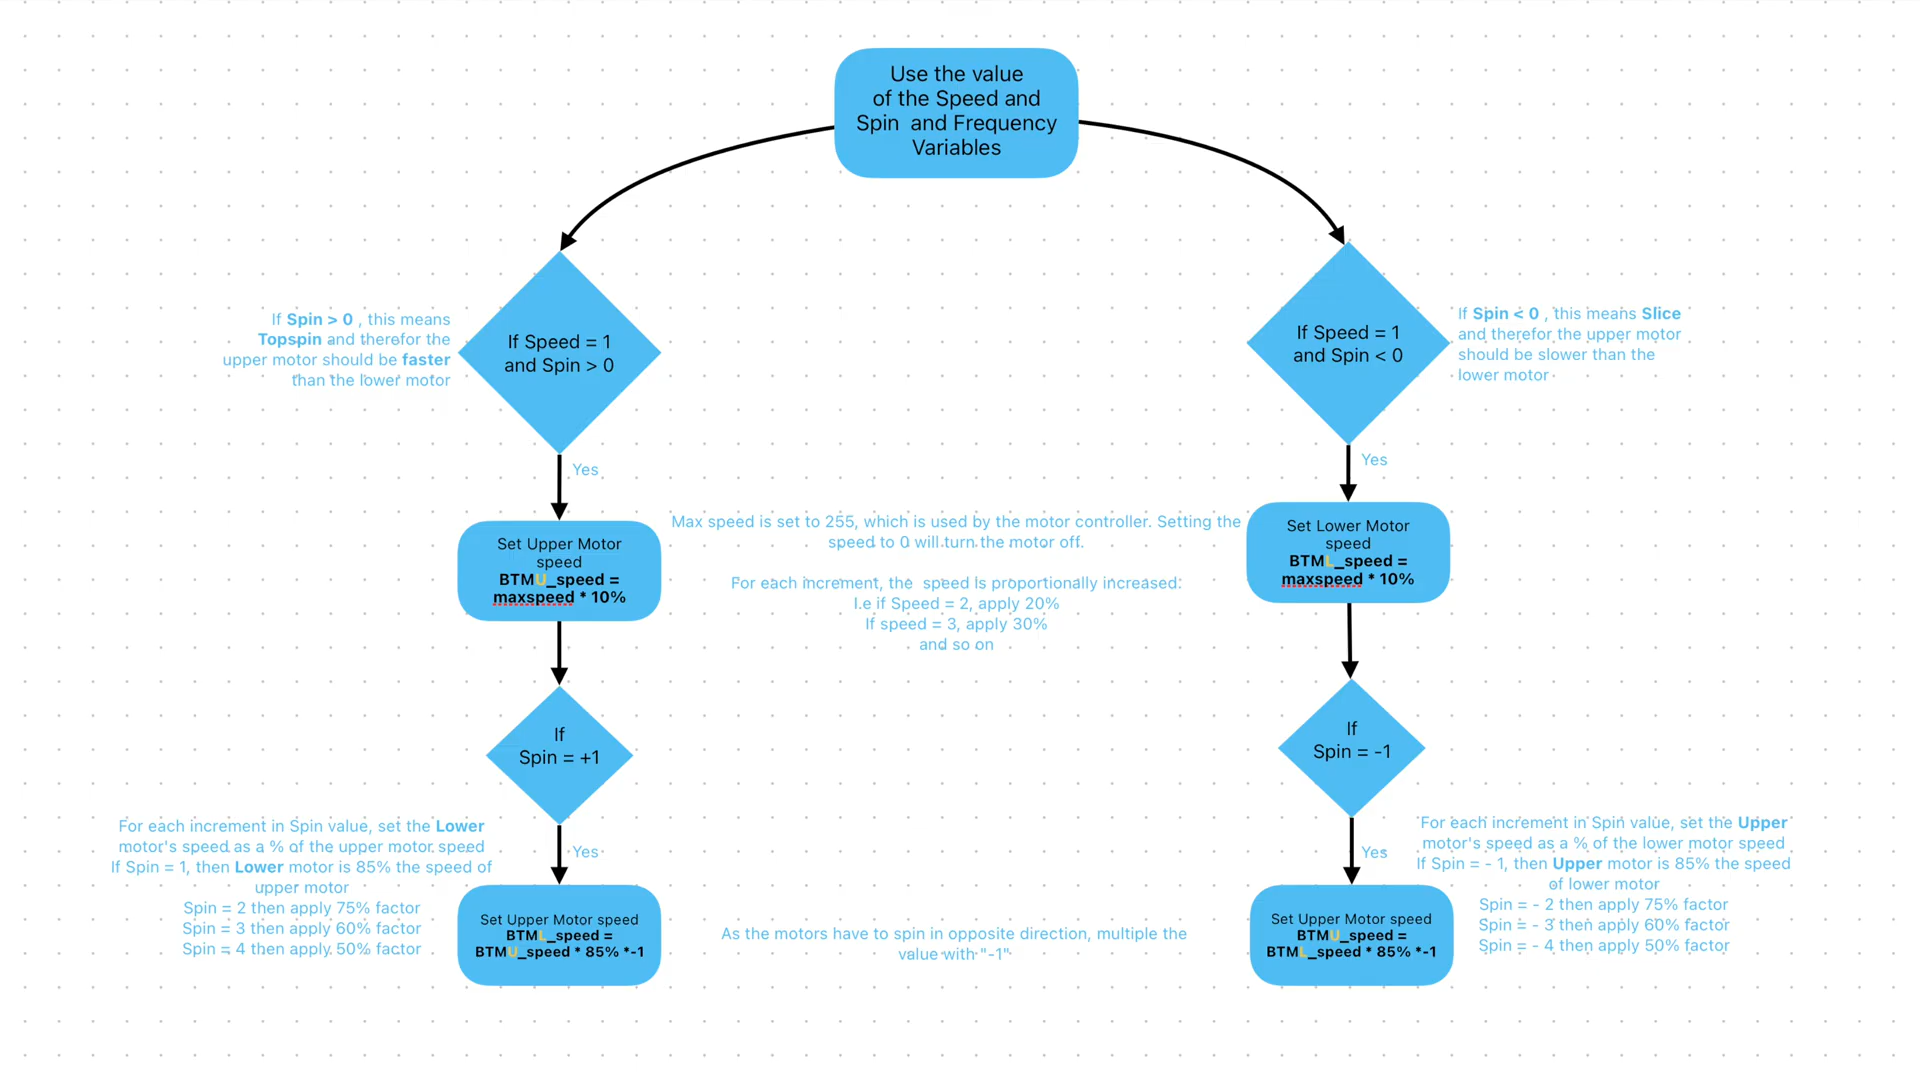 Use the value
of the Speed and
Spin and Frequency
Variables
If Spin > 0 , this means
Topspin and therefor the
upper motor should be faster
than the lower motor
If Speed = 1
and Spin > 0
If Speed = 1
and Spin < 0
If Spin < 0 , this means Slice
and therefor the upper motor
should be slower than the
lower motor
Yes
Yes
Set Upper Motor
speed
BTMU_speed =
maxspeed * 10%
Max speed is set to 255, which is used by the motor controller. Setting the
speed to 0 will turn the motor off.
For each increment, the speed is proportionally increased:
I.e if Speed = 2, apply 20%
If speed = 3, apply 30%
and so on
Set Lower Motor
speed
BTML_speed =
maxspeed * 10%
If
Spin = +1
If
Spin = -1
For each increment in Spin value, set the Lower
motor's speed as a % of the upper motor speed
If Spin = 1, then Lower motor is 85% the speed of
upper motor
Spin = 2 then apply 75% factor
Spin = 3 then apply 60% factor
Spin = 4 then apply 50% factor
Yes
Yes
For each increment in Spin value, set the Upper
motor's speed as a % of the lower motor speed
If Spin = - 1, then Upper motor is 85% the speed
of lower motor
Spin = - 2 then apply 75% factor
Spin = - 3 then apply 60% factor
Spin = - 4 then apply 50% factor
Set Upper Motor speed
BTML_speed =
BTMU_speed * 85% *-1
As the motors have to spin in opposite direction, multiple the
value with "-1"
Set Upper Motor speed
BTMU_speed =
BTML_speed * 85% *-1